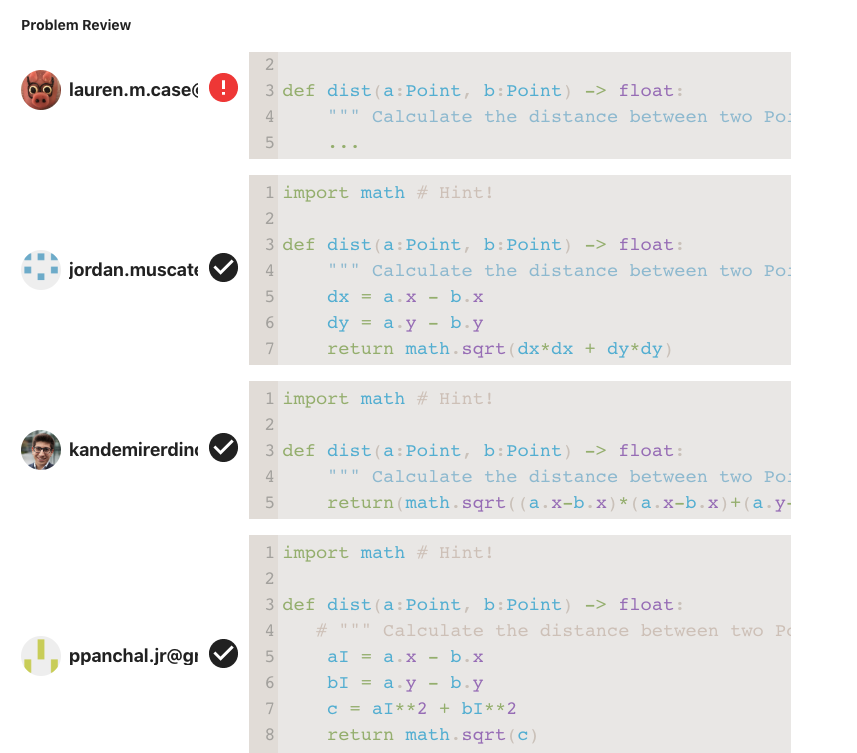 Problem Review
lauren.m.case@
2
3 def dist(a:Point, b:Point) -> float:
4 """ Calculate the distance between two Poi
5 ...
jordan.muscate
1 import math # Hint!
2
3 def dist(a:Point, b:Point) -> float:
4 """ Calculate the distance between two Poi
5 dx = a.x - b.x
6 dy = a.y - b.y
7 return math.sqrt(dx*dx + dy*dy)
kandemirerdinc
1 import math # Hint!
2
3 def dist(a:Point, b:Point) -> float:
4 """ Calculate the distance between two Poi
5 return(math.sqrt((a.x-b.x)*(a.x-b.x)+(a.y-
ppanchal.jr@gr
1 import math # Hint!
2
3 def dist(a:Point, b:Point) -> float:
4 # """ Calculate the distance between two Po
5 aI = a.x - b.x
6 bI = a.y - b.y
7 c = aI**2 + bI**2
8 return math.sqrt(c)